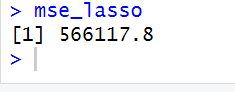 > mse_lasso
[1] 566117.8
>